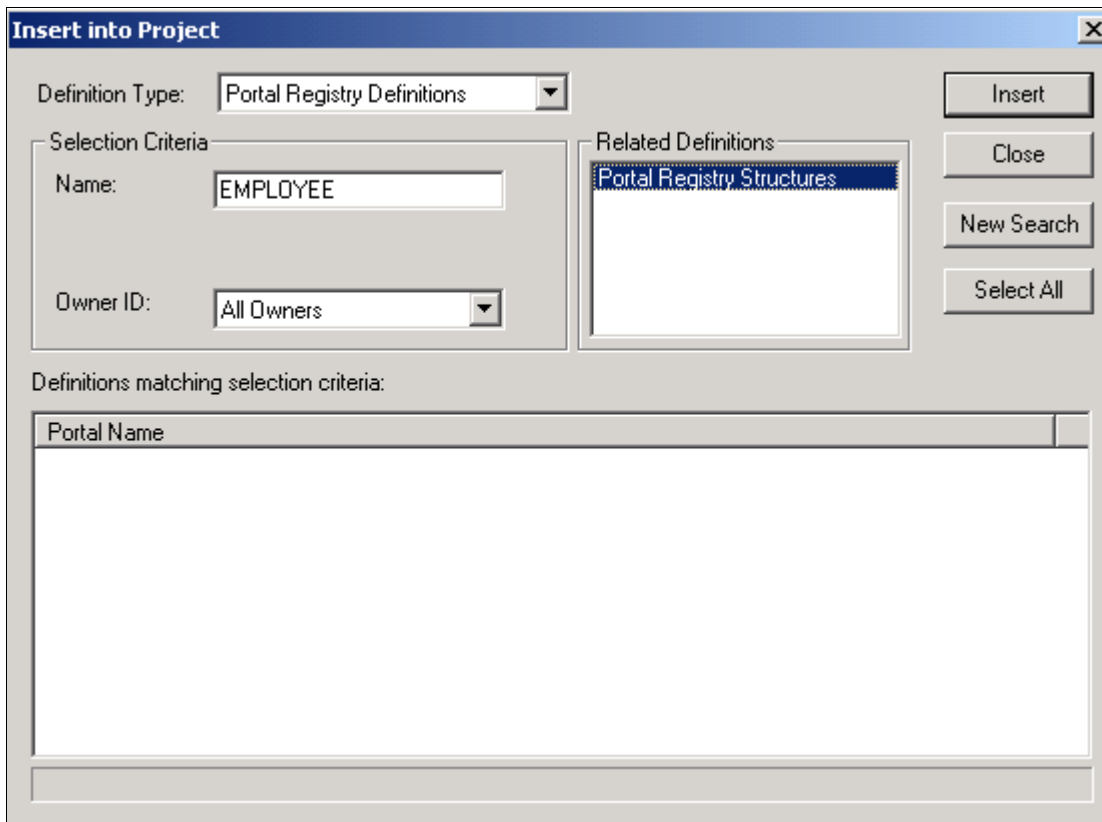 Insert into Project
Definition Type: Portal Registry Definitions
Insert
Selection Criteria
Related Definitions
Close
Name: EMPLOYEE
Portal Registry Structures
New Search
Owner ID: All Owners
Select All
Definitions matching selection criteria:
Portal Name